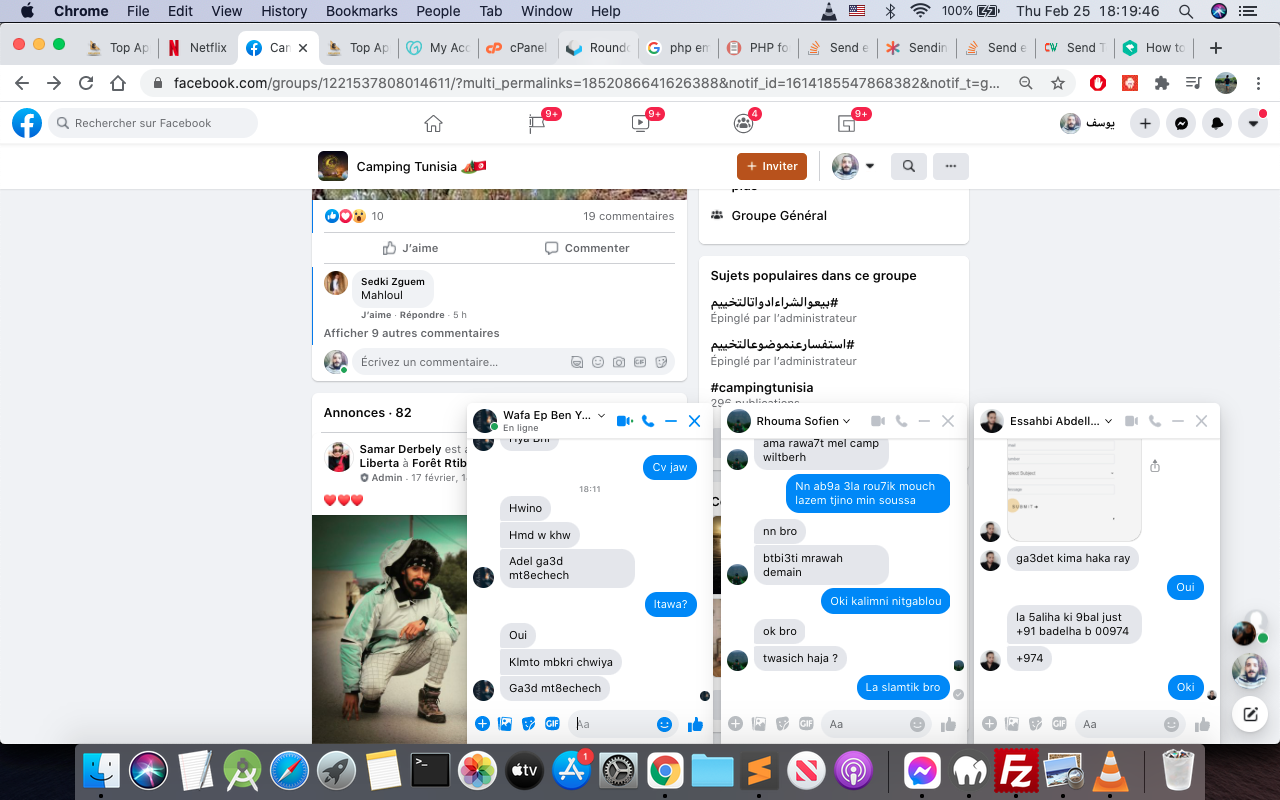 Chrome File Edit View History Bookmarks People Tab Window Help 100% Thu Feb 25 18:19:46
Top Ap Netflix Can Top Ap My Acc cPanel Round php em PHP fo Send e Sendin Send e Send T How to
facebook.com/groups/1221537808014611/?multi_permalinks=1852086641626388&notif_id=1614185547868382&notif_t=g...
Rechercher sur Facebook 9+ 9+ 4 9+ يوسف
Camping Tunisia
+ Inviter
10 19 commentaires
J'aime Commenter
Sedki Zguem
Mahloul
J'aime · Répondre · 5 h
Afficher 9 autres commentaires
Écrivez un commentaire...
Annonces · 82
Samar Derbely est a
Liberta à Forêt Rtib
Admin · 17 février, 1
plus
Groupe Général
Sujets populaires dans ce groupe
#بيعوالشراءادواتالتخييم
Épinglé par l'administrateur
#استفسارعنموضوعالتخييم
Épinglé par l'administrateur
#campingtunisia
296 publications
Wafa Ep Ben Y...
En ligne
Hya Bhi
Cv jaw
18:11
Hwino
Hmd w khw
Adel ga3d
mt8echech
Itawa?
Oui
Klmto mbkri chwiya
Ga3d mt8echech
GIF Aa
Rhouma Sofien
ama rawa7t mel camp
wiltberh
Nn ab9a 3la rou7ik mouch
lazem tjino min soussa
nn bro
btbi3ti mrawah
demain
Oki kalimni nitgablou
ok bro
twasich haja ?
La slamtik bro
GIF Aa
Essahbi Abdell...
Select Subject
SUBMIT
ga3det kima haka ray
Oui
la 5aliha ki 9bal just
+91 badelha b 00974
+974
Oki
GIF Aa
tv 1 Fz